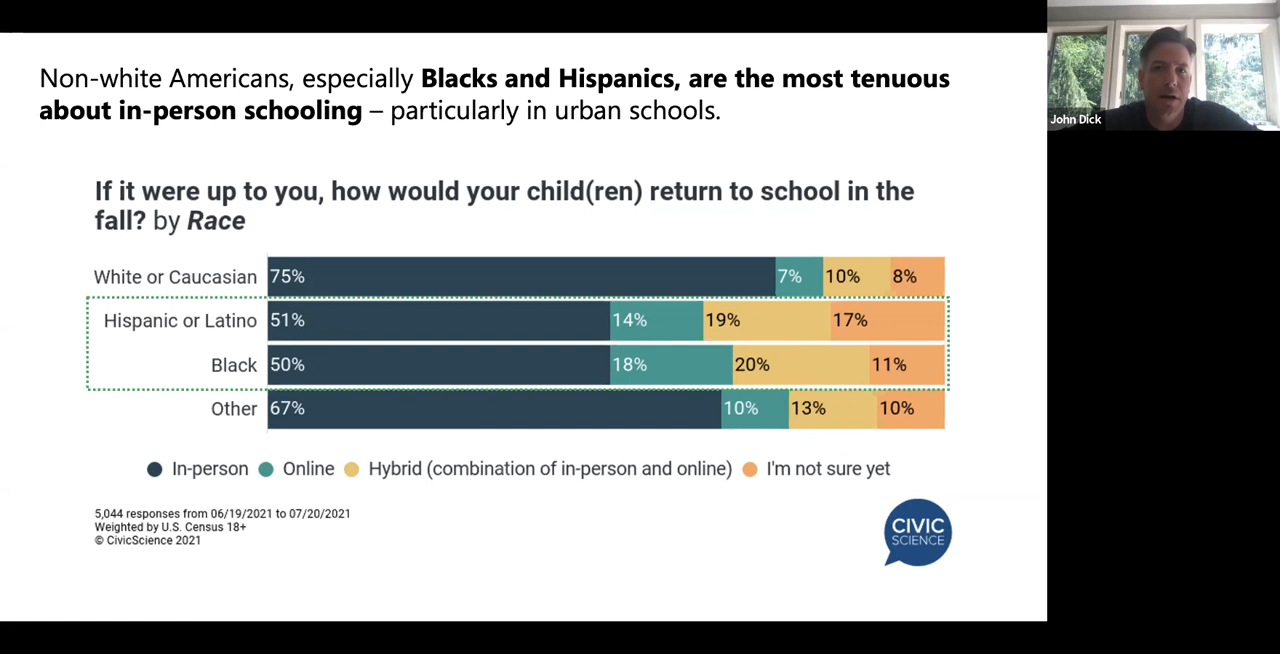 Non-white Americans, especially Blacks and Hispanics, are the most tenuous
about in-person schooling – particularly in urban schools.
John Dick
If it were up to you, how would your child(ren) return to school in the
fall? by Race
White or Caucasian 75% 7% 10% 8%
Hispanic or Latino 51% 14% 19% 17%
Black 50% 18% 20% 11%
Other 67% 10% 13% 10%
In-person Online Hybrid (combination of in-person and online) I'm not sure yet
5,044 responses from 06/19/2021 to 07/20/2021
Weighted by U.S. Census 18+
© CivicScience 2021
CIVIC
SCIENCE